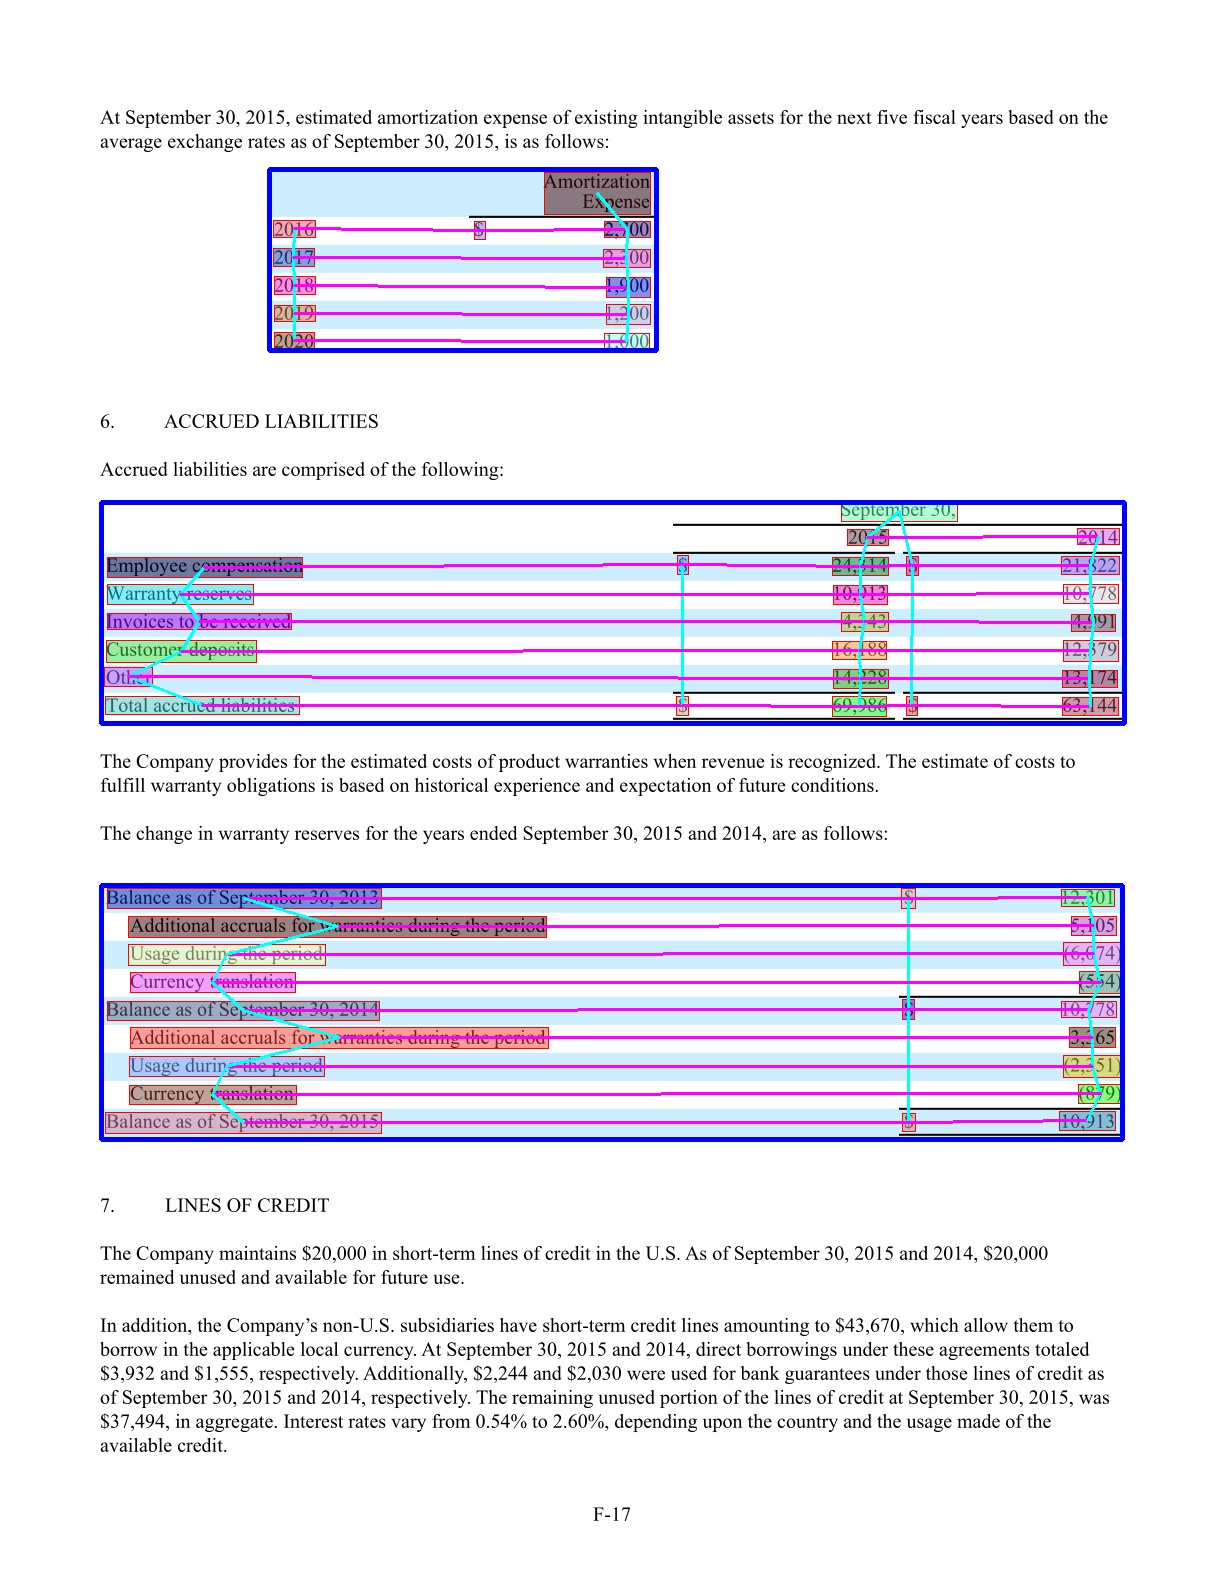 At September 30, 2015, estimated amortization expense of existing intangible assets for the next five fiscal years based on the
average exchange rates as of September 30, 2015, is as follows:
Amortization
Expense
2016 $
2017
2018 1,900
2019 1,200
2020 1,000
6. ACCRUED LIABILITIES
Accrued liabilities are comprised of the following:
September 30,
2015 2014
Employee compensation $ 24,314 $ 21,822
Warranty reserves 10,913 10,778
Invoices to be received 4,343 4,991
Customer deposits 16,188 12,379
Other 14,228 13,174
Total accrued liabilities $ 69,986 $ 63,144
The Company provides for the estimated costs of product warranties when revenue is recognized. The estimate of costs to
fulfill warranty obligations is based on historical experience and expectation of future conditions.
The change in warranty reserves for the years ended September 30, 2015 and 2014, are as follows:
Balance as of September 30, 2013 $ 12,301
Additional accruals for warranties during the period 5,105
Usage during the period (6,074)
Currency translation (554)
Balance as of September 30, 2014 $ 10,778
Additional accruals for warranties during the period 3,365
Usage during the period (2,351)
Currency translation (879)
Balance as of September 30, 2015 $ 10,913
7. LINES OF CREDIT
The Company maintains $20,000 in short-term lines of credit in the U.S. As of September 30, 2015 and 2014, $20,000
remained unused and available for future use.
In addition, the Company’s non-U.S. subsidiaries have short-term credit lines amounting to $43,670, which allow them to
borrow in the applicable local currency. At September 30, 2015 and 2014, direct borrowings under these agreements totaled
$3,932 and $1,555, respectively. Additionally, $2,244 and $2,030 were used for bank guarantees under those lines of credit as
of September 30, 2015 and 2014, respectively. The remaining unused portion of the lines of credit at September 30, 2015, was
$37,494, in aggregate. Interest rates vary from 0.54% to 2.60%, depending upon the country and the usage made of the
available credit.
F-17